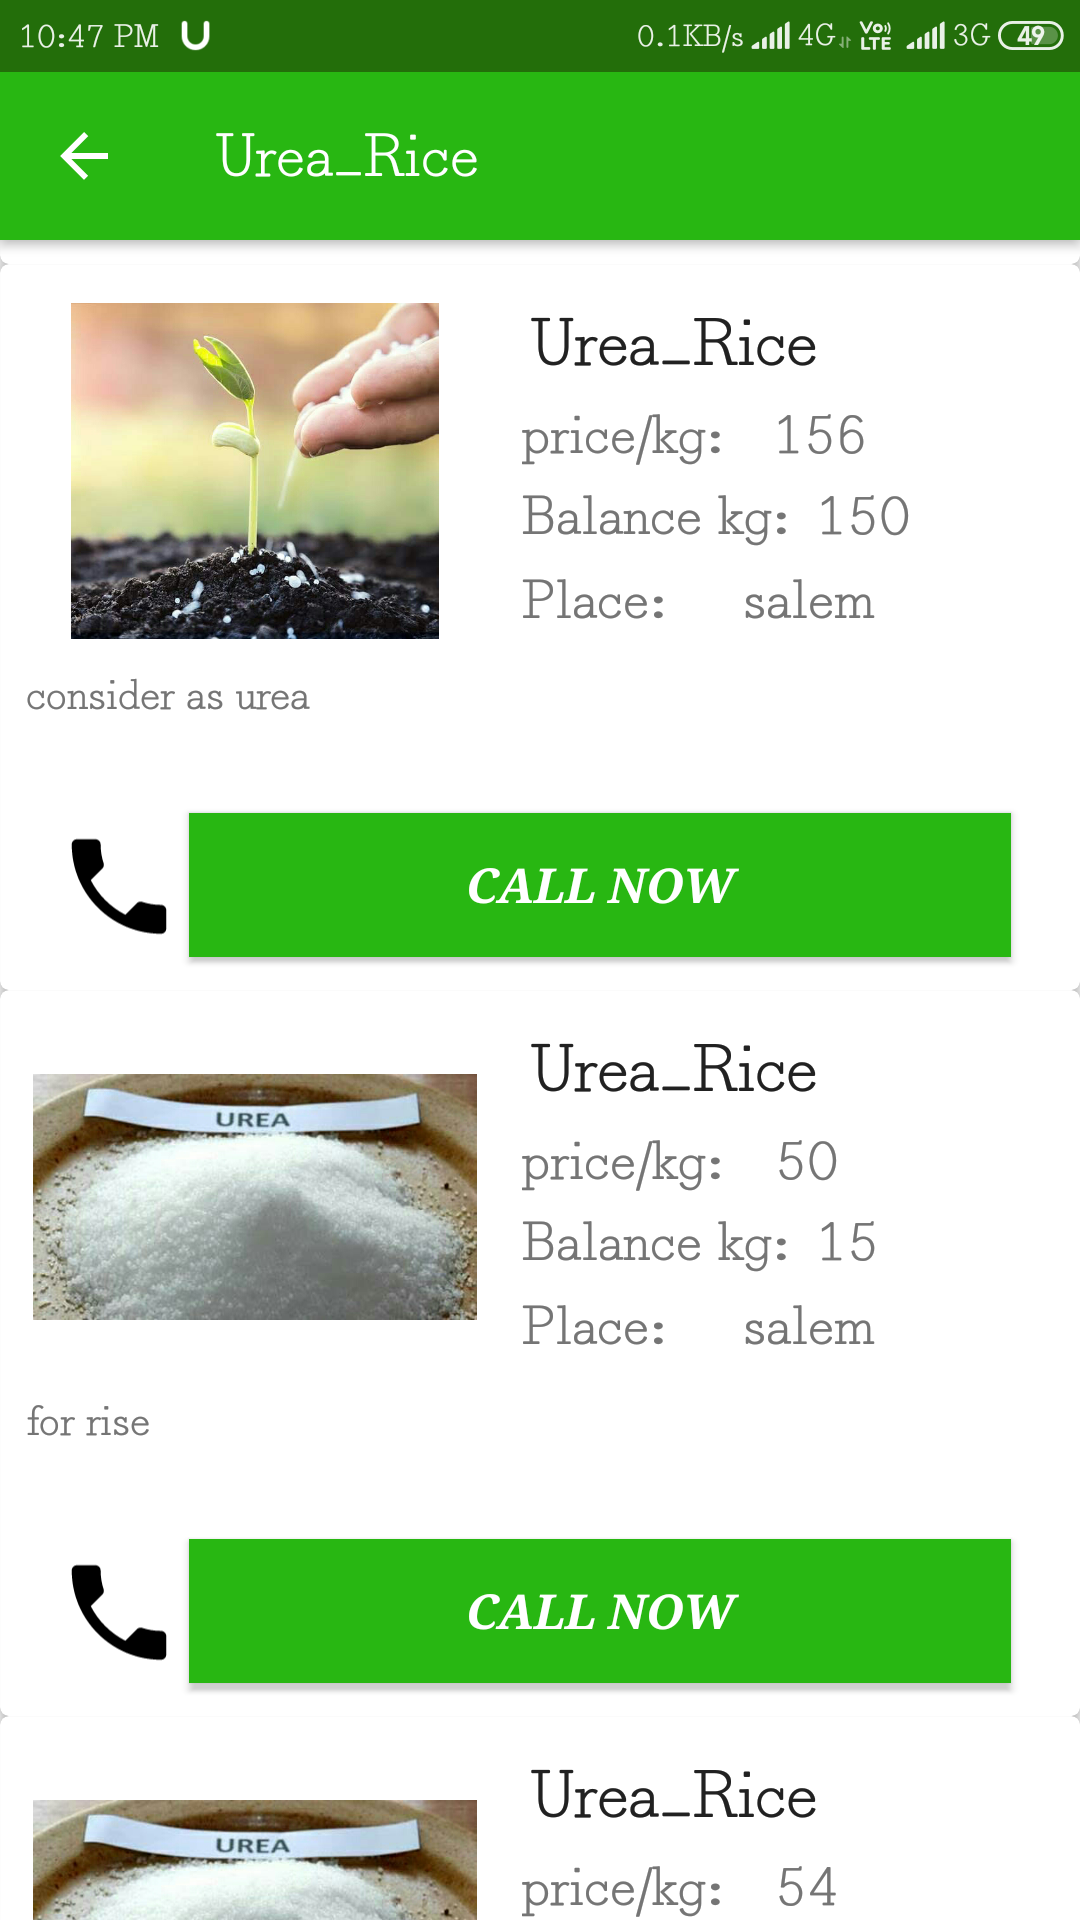 10:47 PM 0.1KB/s 4G VoLTE 3G 49
Urea_Rice
Urea_Rice
price/kg: 156
Balance kg: 150
Place: salem
consider as urea
CALL NOW
Urea_Rice
UREA
price/kg: 50
Balance kg: 15
Place: salem
for rise
CALL NOW
Urea_Rice
UREA
price/kg: 54